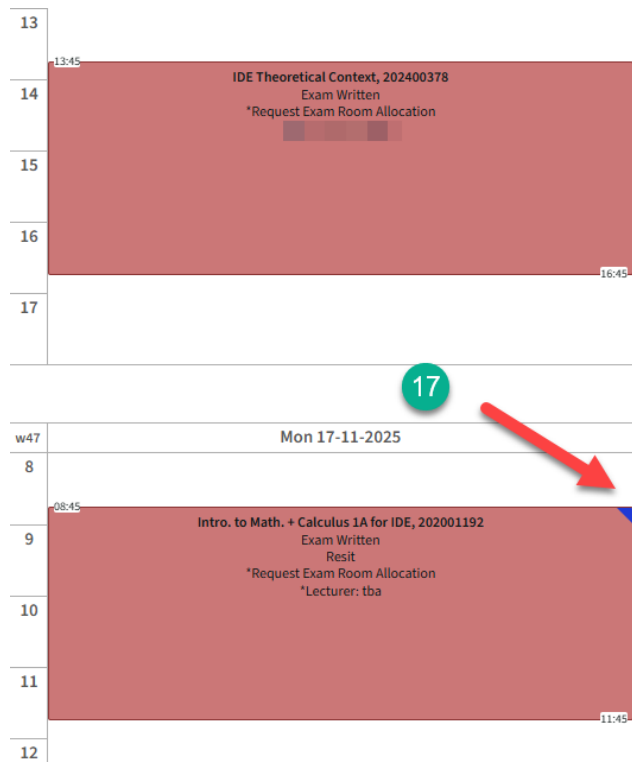 13
13:45
IDE Theoretical Context, 202400378
14
Exam Written
*Request Exam Room Allocation
15
16
16:45
17
17
w47
Mon 17-11-2025
8
08:45
Intro. to Math. + Calculus 1A for IDE, 202001192
9
Exam Written
Resit
*Request Exam Room Allocation
*Lecturer: tba
10
11
11:45
12